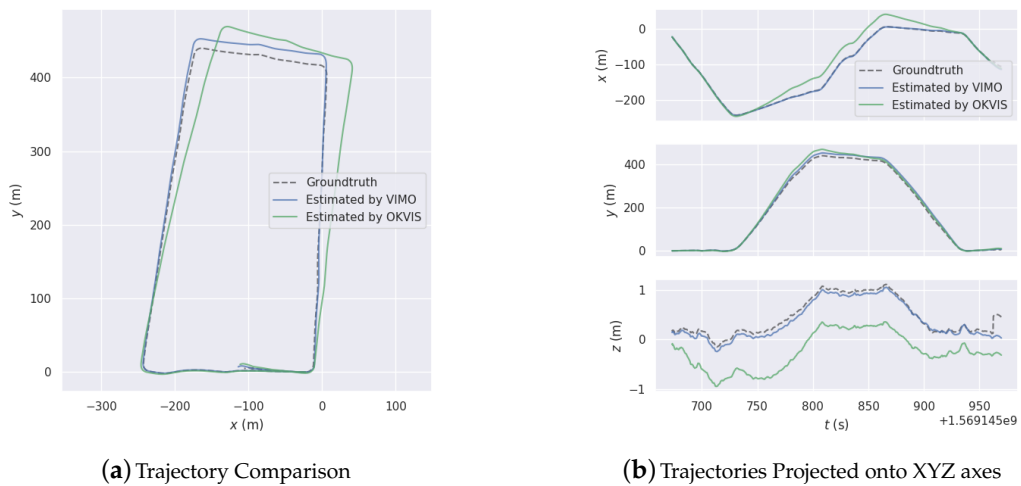 400
300
200
100
0
y (m)
−300
−200
−100
0
100
x (m)
Groundtruth
Estimated by VIMO
Estimated by OKVIS
(a) Trajectory Comparison
0
−100
−200
x (m)
Groundtruth
Estimated by VIMO
Estimated by OKVIS
400
200
0
y (m)
1
0
−1
z (m)
700
750
800
850
900
950
t (s)
+1.569145e9
(b) Trajectories Projected onto XYZ axes